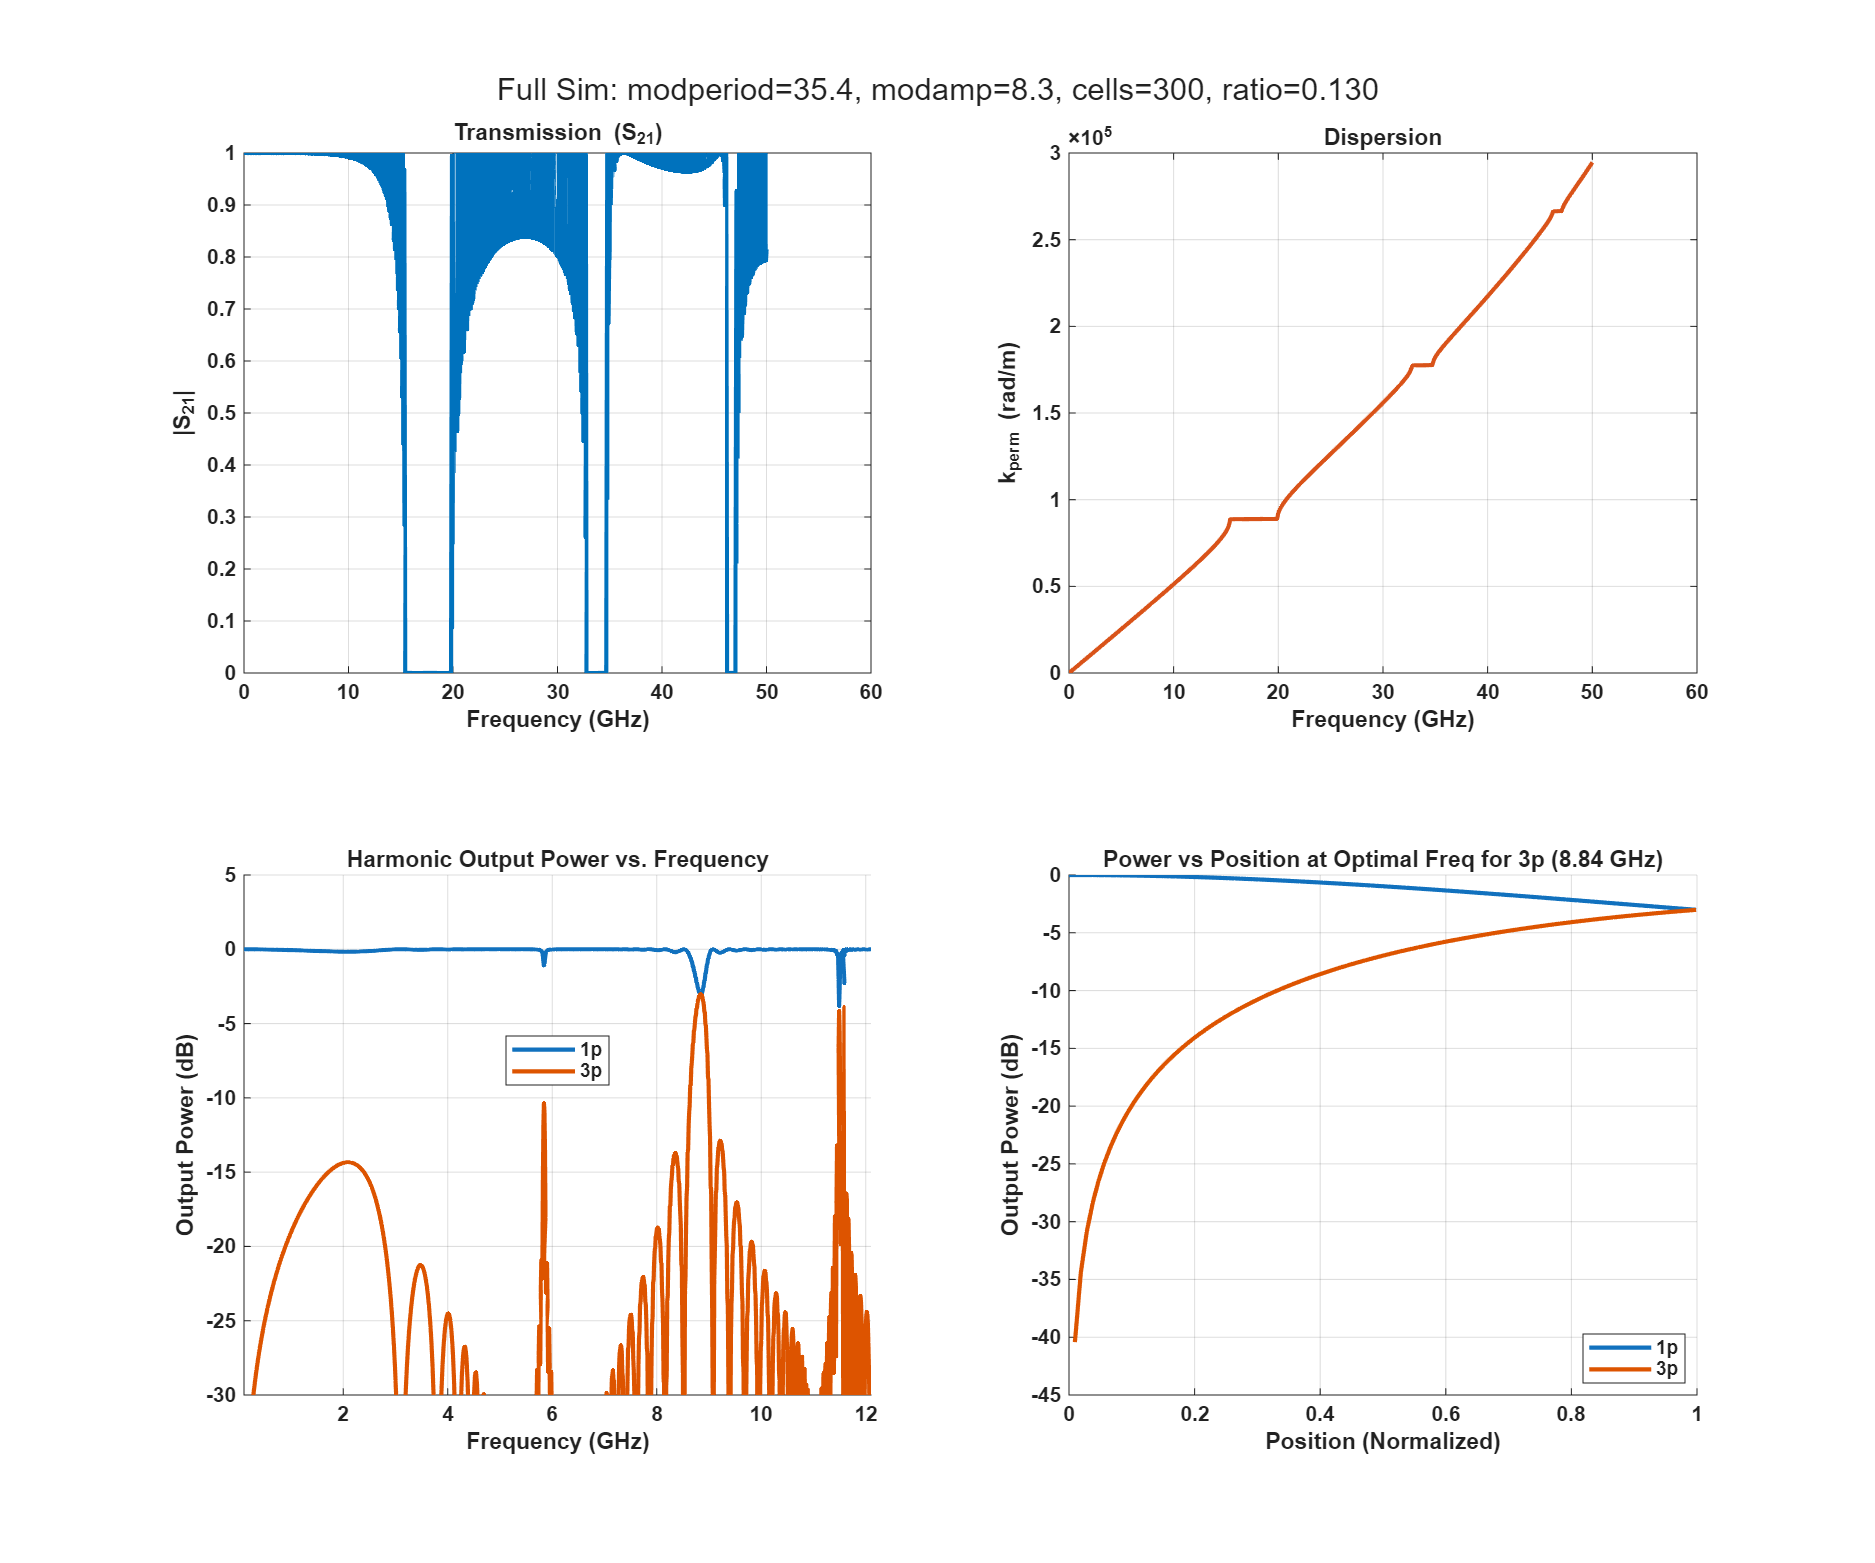 Full Sim: modperiod=35.4, modamp=8.3, cells=300, ratio=0.130
Transmission (S21)
1
0.9
0.8
0.7
0.6
0.5
0.4
0.3
0.2
0.1
0
|S21|
0 10 20 30 40 50 60
Frequency (GHz)
×10^5
Dispersion
3
2.5
2
1.5
1
0.5
0
kperm (rad/m)
0 10 20 30 40 50 60
Frequency (GHz)
Harmonic Output Power vs. Frequency
5
0
-5
-10
-15
-20
-25
-30
Output Power (dB)
1p
3p
2 4 6 8 10 12
Frequency (GHz)
Power vs Position at Optimal Freq for 3p (8.84 GHz)
0
-5
-10
-15
-20
-25
-30
-35
-40
-45
Output Power (dB)
1p
3p
0 0.2 0.4 0.6 0.8 1
Position (Normalized)